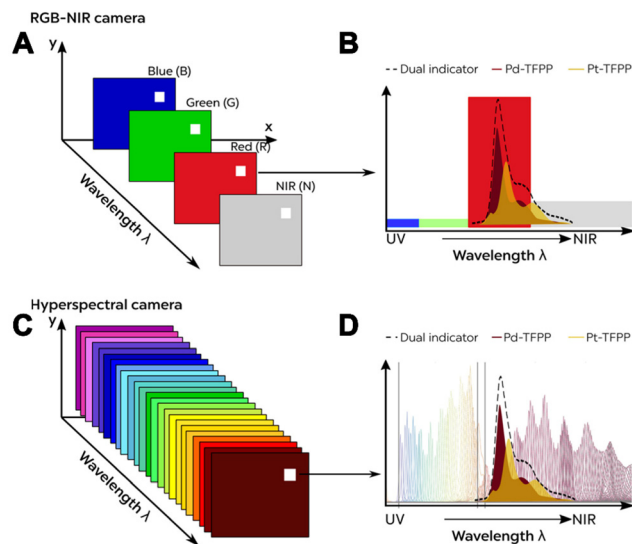 RGB-NIR camera
A
y
Blue (B)
Green (G)
x
Red (R)
NIR (N)
Wavelength λ
B
Dual indicator Pd-TFPP Pt-TFPP
UV NIR
Wavelength λ
Hyperspectral camera
C
y
Wavelength λ
D
Dual indicator Pd-TFPP Pt-TFPP
UV NIR
Wavelength λ